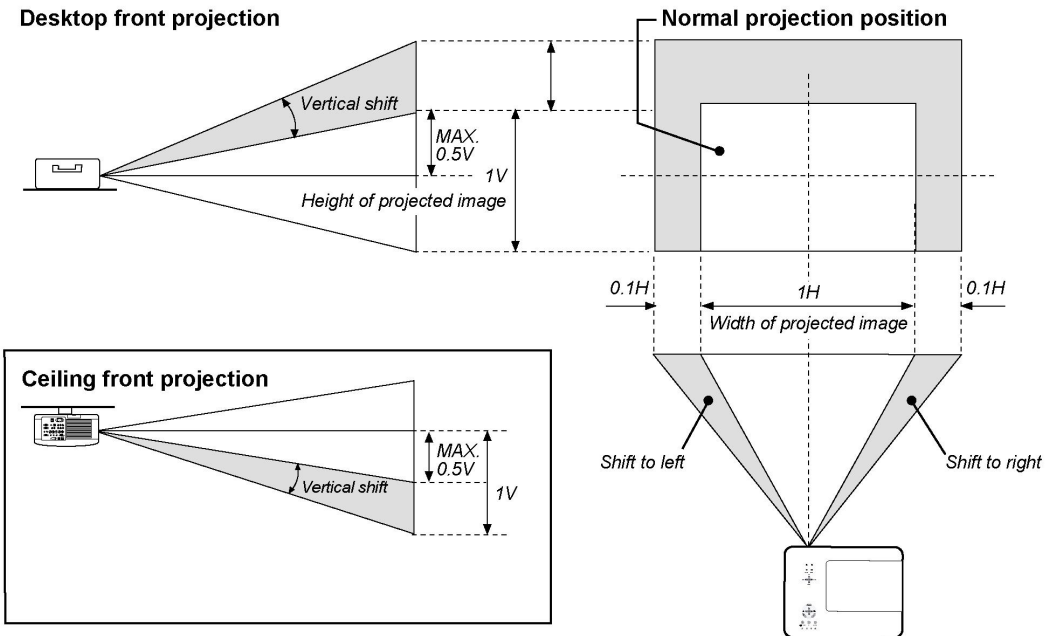 Desktop front projection
Normal projection position
Vertical shift
MAX.
0.5V
1V
Height of projected image
0.1H
1H
0.1H
Width of projected image
Ceiling front projection
MAX.
0.5V
Vertical shift
1V
Shift to left
Shift to right